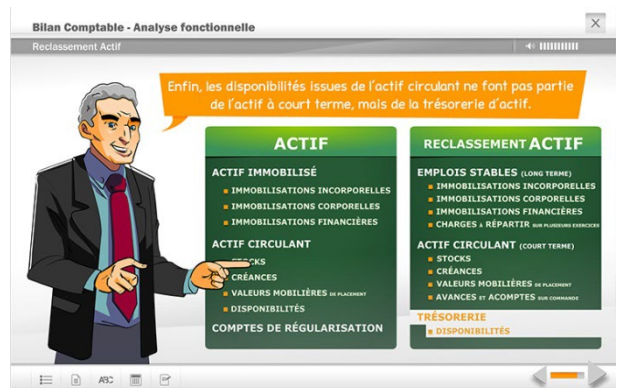 Bilan Comptable - Analyse fonctionnelle
Reclassement Actif
Enfin, les disponibilités issues de l'actif circulant ne font pas partie
de l'actif à court terme, mais de la trésorerie d'actif.
ACTIF
ACTIF IMMOBILISÉ
IMMOBILISATIONS INCORPORELLES
IMMOBILISATIONS CORPORELLES
IMMOBILISATIONS FINANCIÈRES
ACTIF CIRCULANT
STOCKS
CRÉANCES
VALEURS MOBILIÈRES DE PLACEMENT
DISPONIBILITÉS
COMPTES DE RÉGULARISATION
RECLASSEMENT ACTIF
EMPLOIS STABLES (LONG TERME)
IMMOBILISATIONS INCORPORELLES
IMMOBILISATIONS CORPORELLES
IMMOBILISATIONS FINANCIÈRES
CHARGES À RÉPARTIR SUR PLUSIEURS EXERCICES
ACTIF CIRCULANT (COURT TERME)
STOCKS
CRÉANCES
VALEURS MOBILIÈRES DE PLACEMENT
AVANCES ET ACOMPTES SUR COMMANDE
TRÉSORERIE
DISPONIBILITÉS
ABC